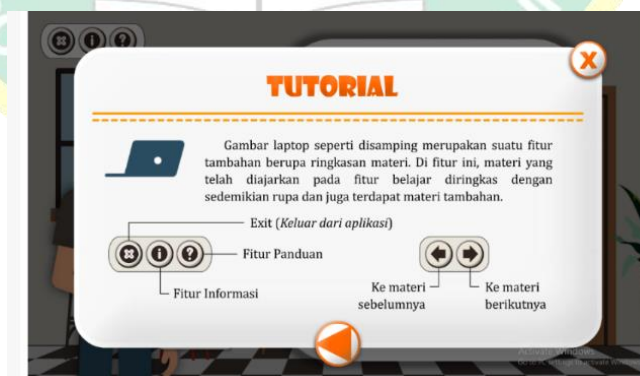 TUTORIAL
Gambar laptop seperti disamping merupakan suatu fitur
tambahan berupa ringkasan materi. Di fitur ini, materi yang
telah diajarkan pada fitur belajar diringkas dengan
sedemikian rupa dan juga terdapat materi tambahan.
Exit (Keluar dari aplikasi)
Fitur Panduan
Fitur Informasi
Ke materi
sebelumnya
Ke materi
berikutnya
Activate Windows